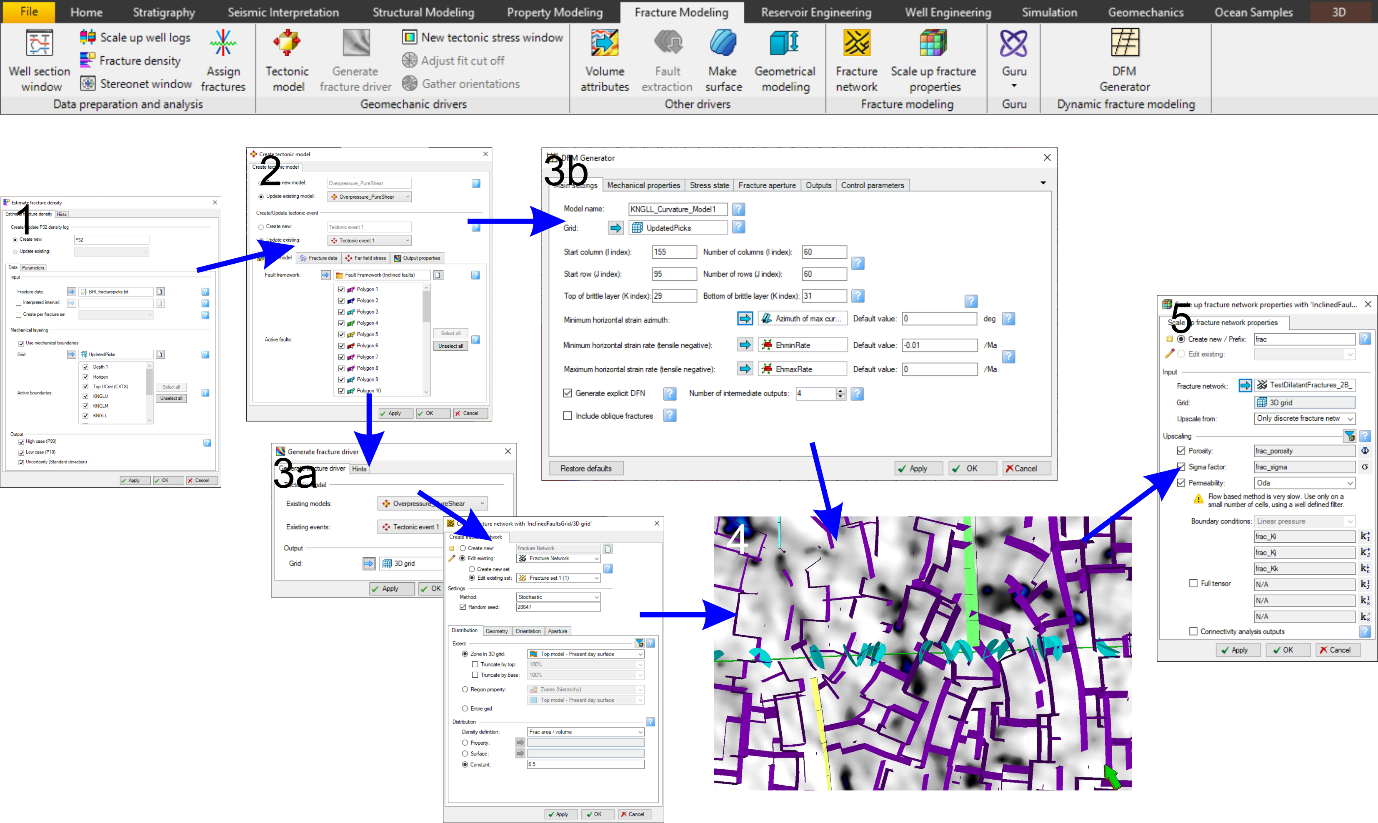 File Home Stratigraphy Seismic Interpretation Structural Modeling Property Modeling Fracture Modeling Reservoir Engineering Well Engineering Simulation Geomechanics Ocean Samples 3D
Well section window
Scale up well logs
Fracture density
Stereonet window
Assign fractures
Data preparation and analysis
Tectonic model
Generate fracture driver
New tectonic stress window
Adjust fit cut off
Gather orientations
Geomechanic drivers
Volume attributes
Fault extraction
Make surface
Geometrical modeling
Other drivers
Fracture network
Scale up fracture properties
Fracture modeling
Guru
Guru
DFM Generator
Dynamic fracture modeling
1
Estimate fracture density
Estimate fracture density Hints
Create/Update P32 density log
Create new: P32
Update existing:
Data Parameters
Input
Fracture data: BHI_fracturepicks.txt
Interpreted interval:
Create per fracture set
Mechanical layering
Use mechanical boundaries
Grid: UpdatedPicks
Active boundaries:
Depth 1
Horizon
KNGLU
KNGLM
KNGLL
Select all
Unselect all
Output
High case (P90)
Low case (P10)
Uncertainty (standard deviation)
Apply OK Cancel
2
Create tectonic model
Create tectonic model
Create new model: Overpressure_PureShear
Update existing model: Overpressure_PureShear
Create/Update tectonic event
Create new: Tectonic event 1
Update existing: Tectonic event 1
model Fracture data Far field stress Output properties
Fault framework: Fault Framework (Inclined faults)
Active faults:
Polygon 1
Polygon 2
Polygon 3
Polygon 4
Polygon 5
Polygon 6
Polygon 7
Polygon 8
Polygon 9
Polygon 10
Select all
Unselect all
Apply OK Cancel
3a
Generate fracture driver
Generate fracture driver Hints
model
Existing models: Overpressure_PureShear
Existing events: Tectonic event 1
Output
Grid: 3D grid
Apply OK
fracture network with 'InclinedFaultsGrid/3D grid'
Create fracture network
Create new: Fracture Network
Edit existing: Fracture Network
Create new set
Edit existing set: Fracture set 1 (1)
Settings
Method: Stochastic
Random seed: 28647
Distribution Geometry Orientation Aperture
Extent
Zone in 3D grid: Top model - Present day surface
Truncate by top: 100%
Truncate by base: 100%
Region property: Zones (hierarchy)
Top model - Present day surface
Entire grid
Distribution
Density definition: Frac area / volume
Property:
Surface:
Constant: 0.5
Apply OK Cancel
3b
DFM Generator
Main settings Mechanical properties Stress state Fracture aperture Outputs Control parameters
Model name: KNGLL_Curvature_Model1
Grid: UpdatedPicks
Start column (I index): 155 Number of columns (I index): 60
Start row (J index): 95 Number of rows (J index): 60
Top of brittle layer (K index): 29 Bottom of brittle layer (K index): 31
Minimum horizontal strain azimuth: Azimuth of max cur... Default value: 0 deg
Minimum horizontal strain rate (tensile negative): EhminRate Default value: -0.01 /Ma
Maximum horizontal strain rate (tensile negative): EhmaxRate Default value: 0 /Ma
Generate explicit DFN Number of intermediate outputs: 4
Include oblique fractures
Restore defaults Apply OK Cancel
4
5
Scale up fracture network properties with 'InclinedFaul...
Scale up fracture network properties
Create new / Prefix: frac
Edit existing:
Input
Fracture network: TestDilatantFractures_2B_
Grid: 3D grid
Upscale from: Only discrete fracture netw
Upscaling
Porosity: frac_porosity Φ
Sigma factor: frac_sigma σ
Permeability: Oda
Flow based method is very slow. Use only on a
small number of cells, using a well defined filter.
Boundary conditions: Linear pressure
frac_Ki
frac_Kj
frac_Kk
Full tensor N/A
N/A
N/A
Connectivity analysis outputs
Apply OK Cancel